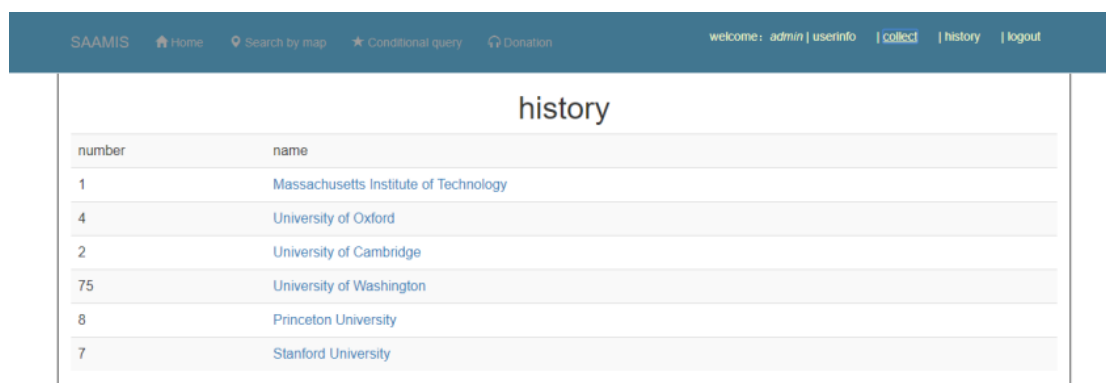 SAAMIS Home Search by map Conditional query Donation welcome: admin | userinfo | collect | history | logout
history
number name
1 Massachusetts Institute of Technology
4 University of Oxford
2 University of Cambridge
75 University of Washington
8 Princeton University
7 Stanford University